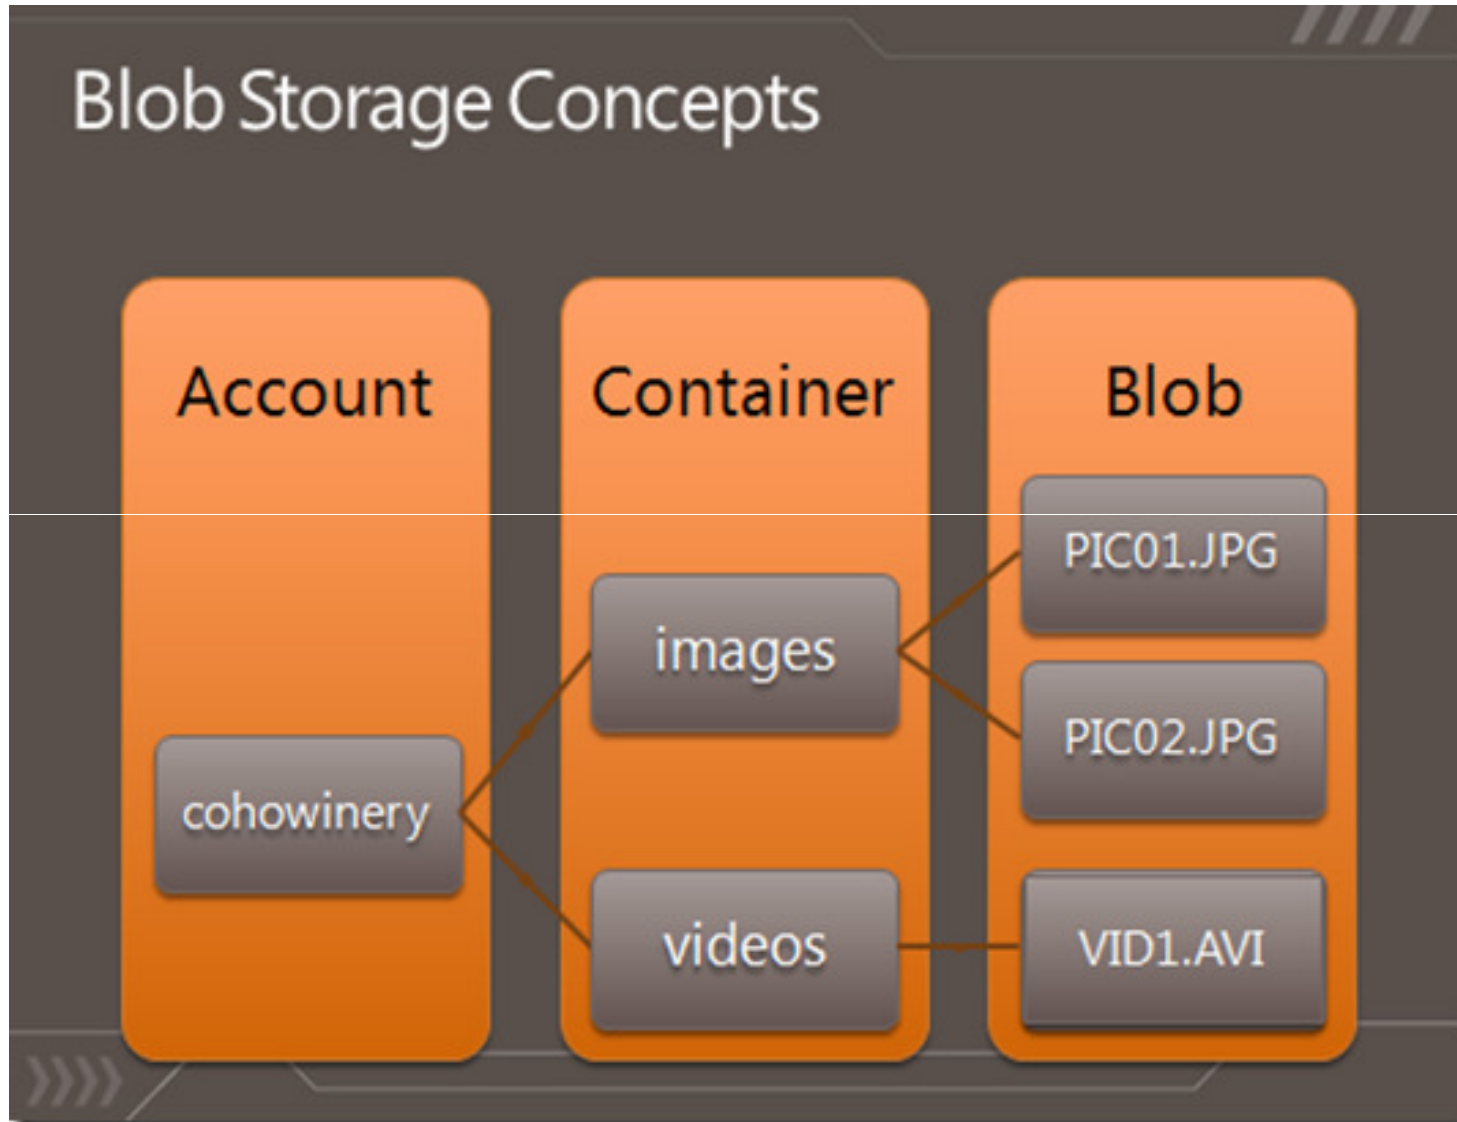 Blob Storage Concepts
Account
Container
Blob
cohowinery
images
videos
PIC01.JPG
PIC02.JPG
VID1.AVI